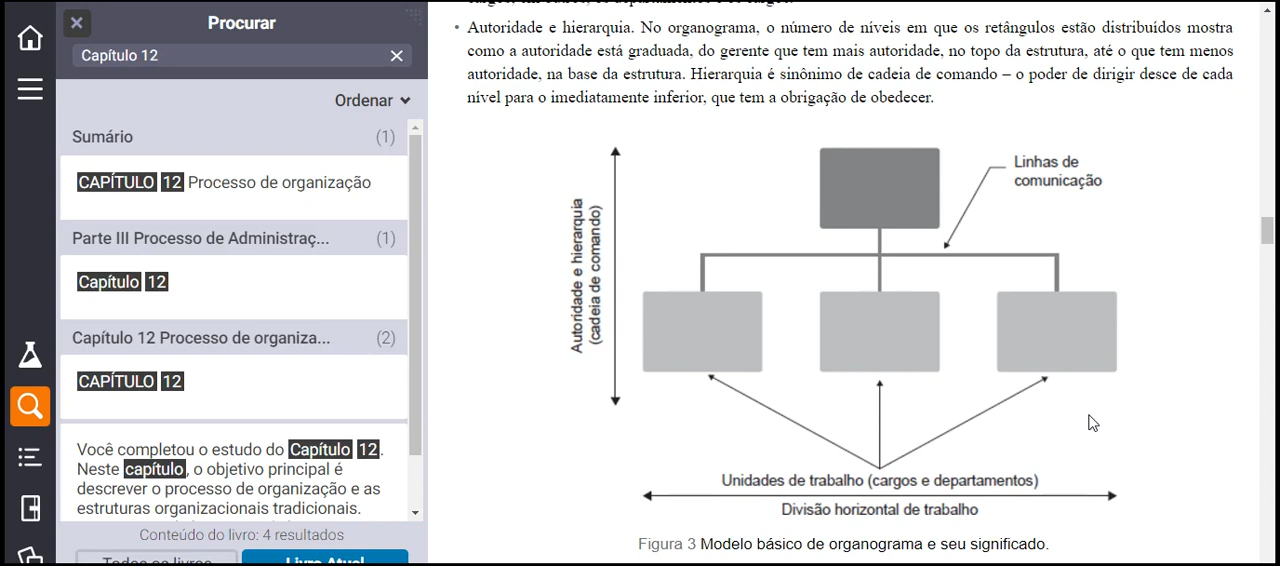 Procurar
Capítulo 12
Ordenar
Sumário (1)
CAPÍTULO 12 Processo de organização
Parte III Processo de Administraç... (1)
Capítulo 12
Capítulo 12 Processo de organiza... (2)
CAPÍTULO 12
Você completou o estudo do Capítulo 12.
Neste capítulo, o objetivo principal é
descrever o processo de organização e as
estruturas organizacionais tradicionais.
Conteúdo do livro: 4 resultados
Todos os livros
Livro Atual
• Autoridade e hierarquia. No organograma, o número de níveis em que os retângulos estão distribuídos mostra
como a autoridade está graduada, do gerente que tem mais autoridade, no topo da estrutura, até o que tem menos
autoridade, na base da estrutura. Hierarquia é sinônimo de cadeia de comando – o poder de dirigir desce de cada
nível para o imediatamente inferior, que tem a obrigação de obedecer.
Linhas de
comunicação
Autoridade e hierarquia
(cadeia de comando)
Unidades de trabalho (cargos e departamentos)
Divisão horizontal de trabalho
Figura 3 Modelo básico de organograma e seu significado.